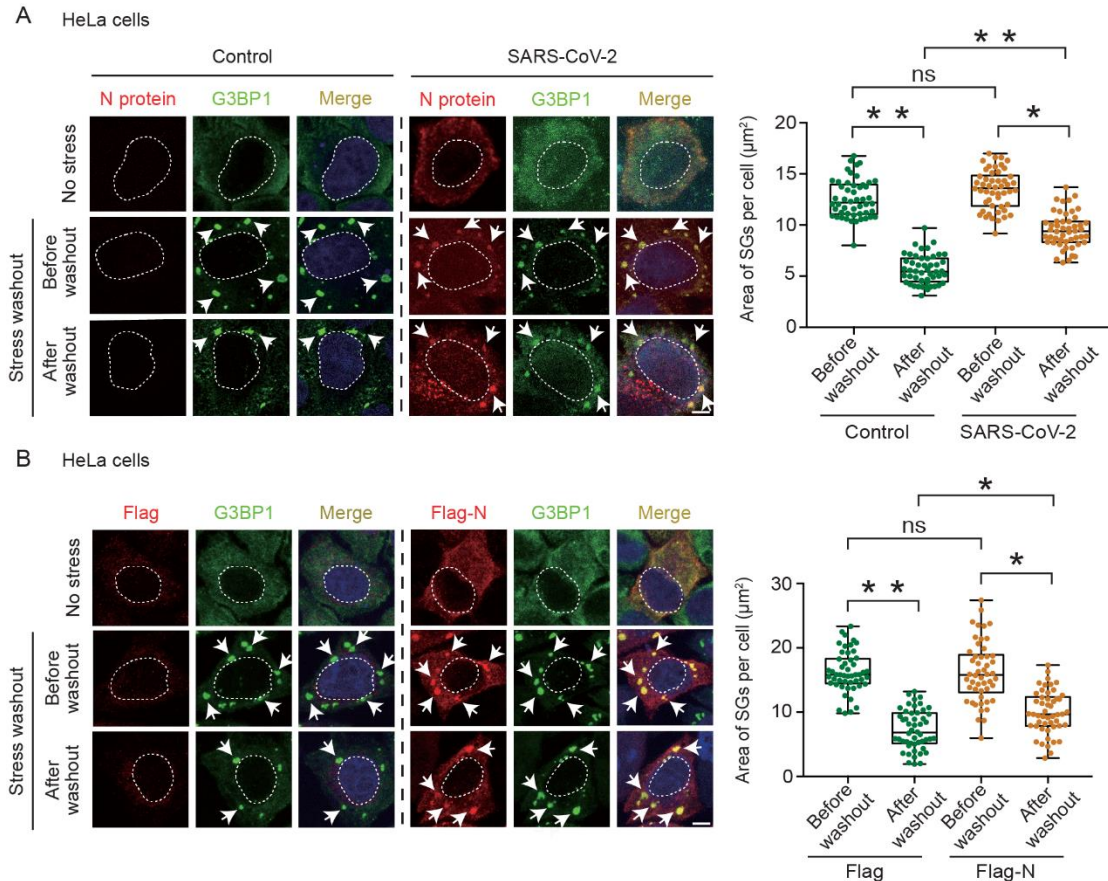 A HeLa cells
Control
SARS-CoV-2
N protein G3BP1 Merge N protein G3BP1 Merge
No stress
Stress washout
Before washout
After washout
* *
ns
* * *
Area of SGs per cell (μm²)
20
15
10
5
0
Before washout
After washout
Before washout
After washout
Control SARS-CoV-2
B HeLa cells
Flag G3BP1 Merge Flag-N G3BP1 Merge
No stress
Stress washout
Before washout
After washout
*
ns
* * *
Area of SGs per cell (μm²)
30
20
10
0
Before washout
After washout
Before washout
After washout
Flag Flag-N